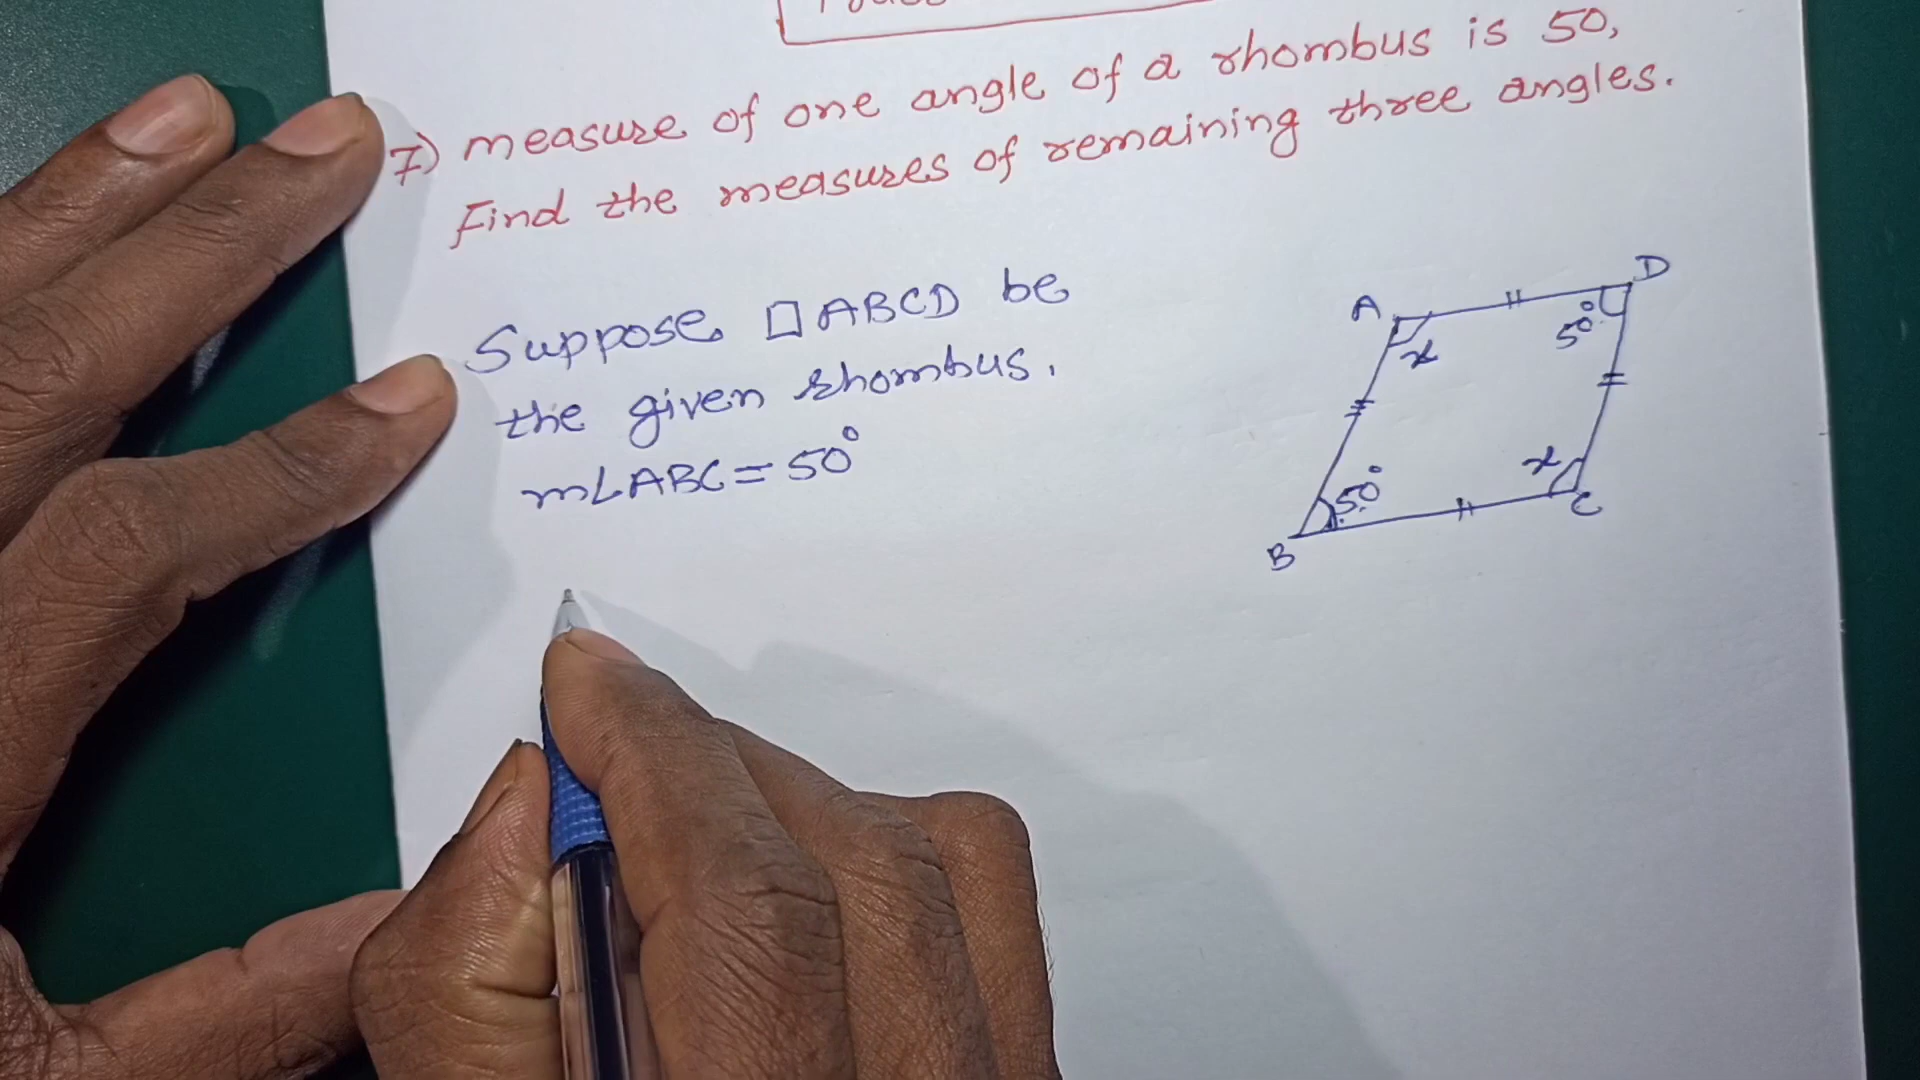 7) measure of one angle of a rhombus is 50,
Find the measures of remaining three angles.
Suppose □ABCD be
the given rhombus.
m∠ABC = 50°
A
D
x
50°
x
50°
C
B